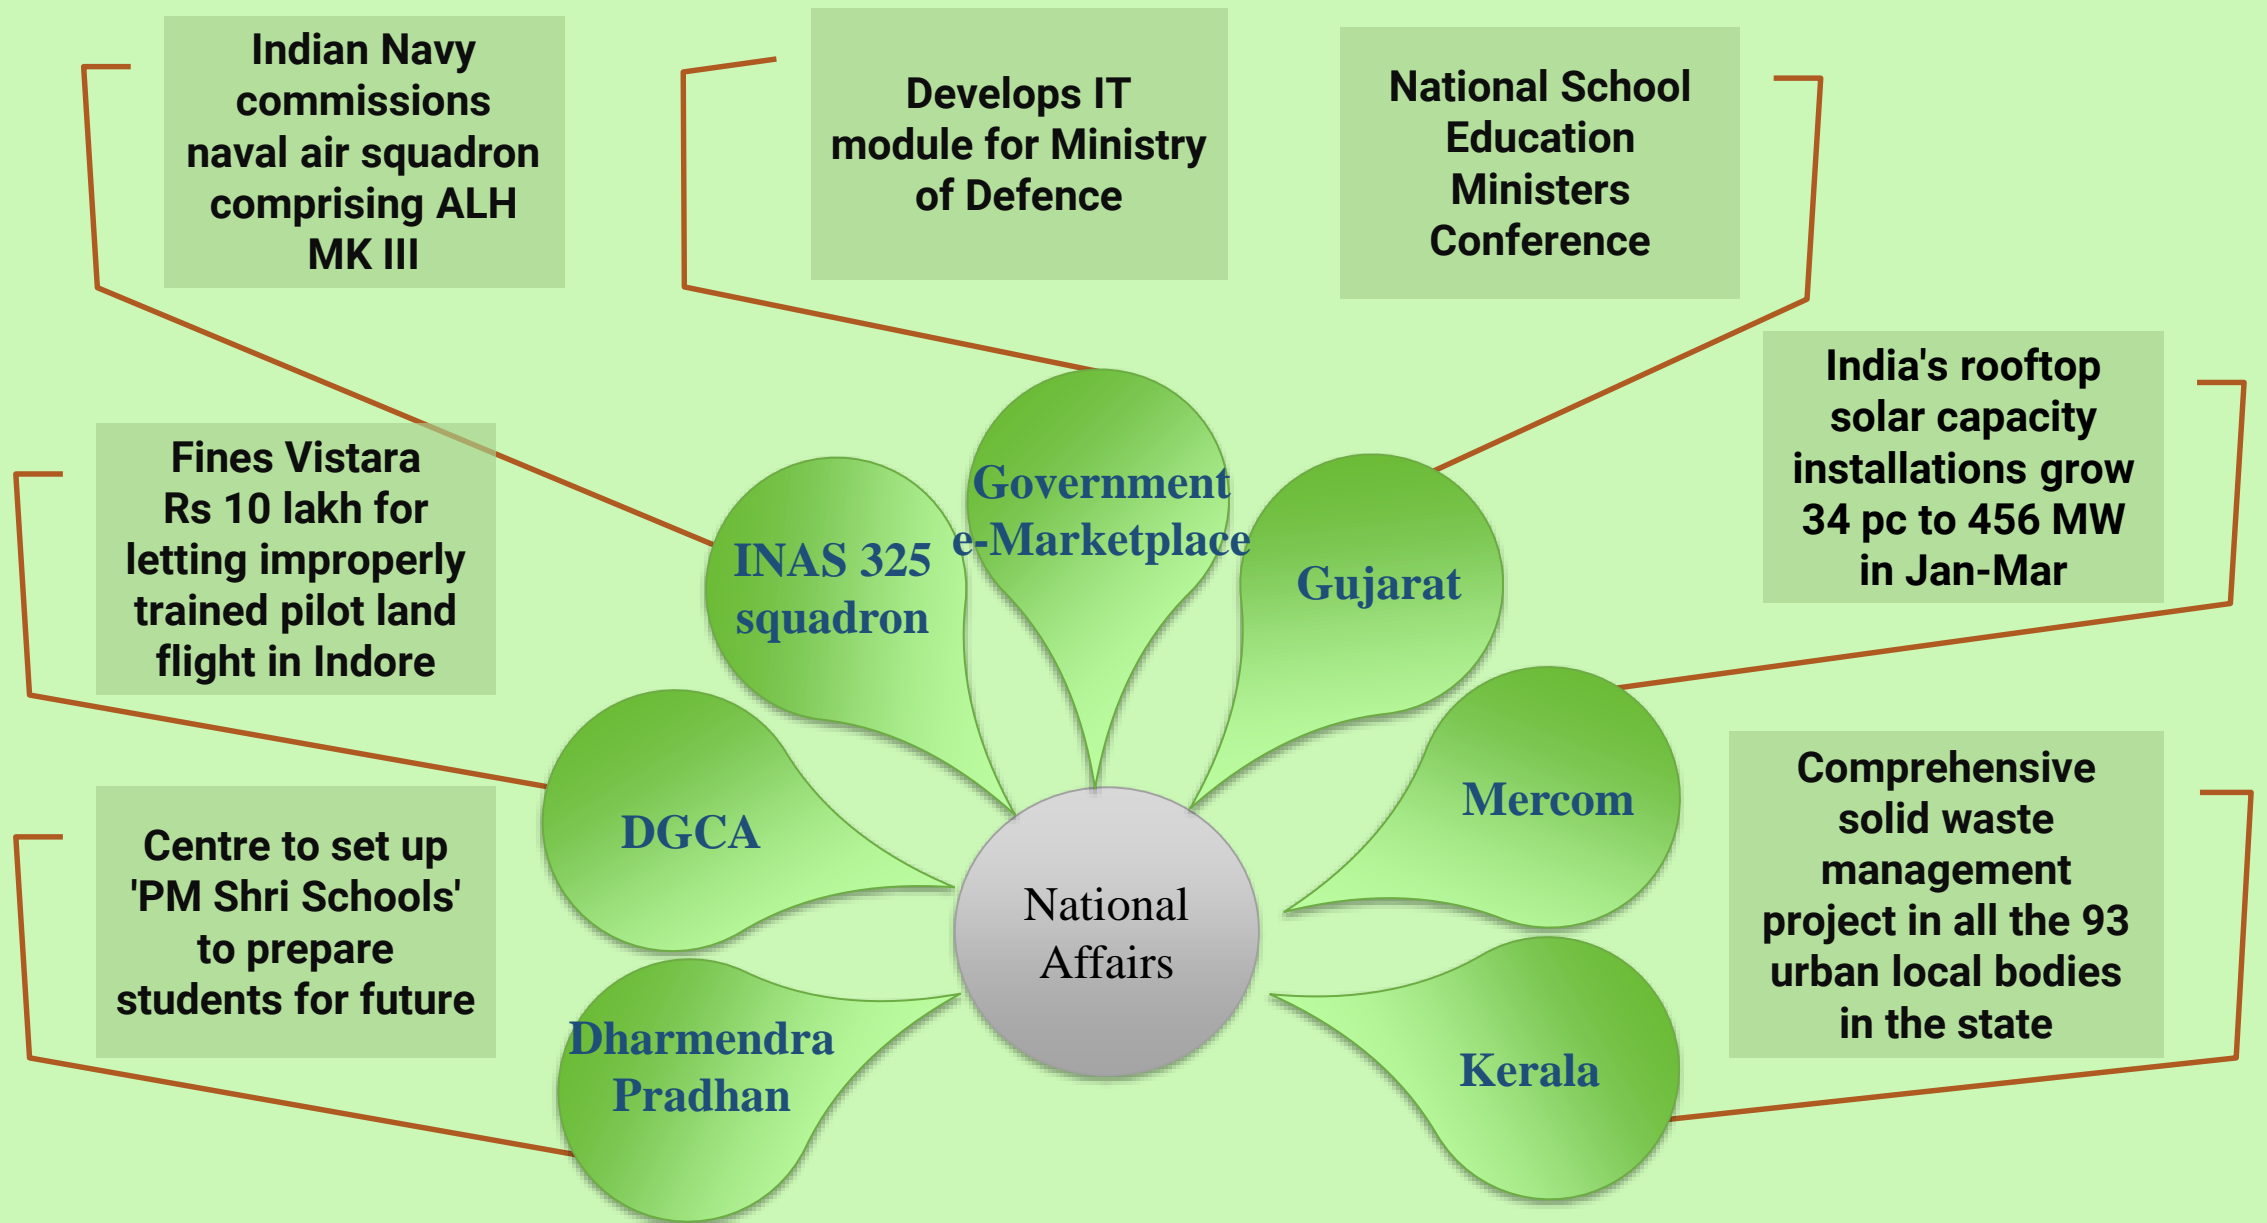 Indian Navy
commissions
naval air squadron
comprising ALH
MK III
Develops IT
module for Ministry
of Defence
National School
Education
Ministers
Conference
India's rooftop
solar capacity
installations grow
34 pc to 456 MW
in Jan-Mar
Fines Vistara
Rs 10 lakh for
letting improperly
trained pilot land
flight in Indore
Government
e-Marketplace
INAS 325
squadron
Gujarat
Mercom
DGCA
Comprehensive
solid waste
management
project in all the 93
urban local bodies
in the state
Centre to set up
'PM Shri Schools'
to prepare
students for future
National
Affairs
Dharmendra
Pradhan
Kerala